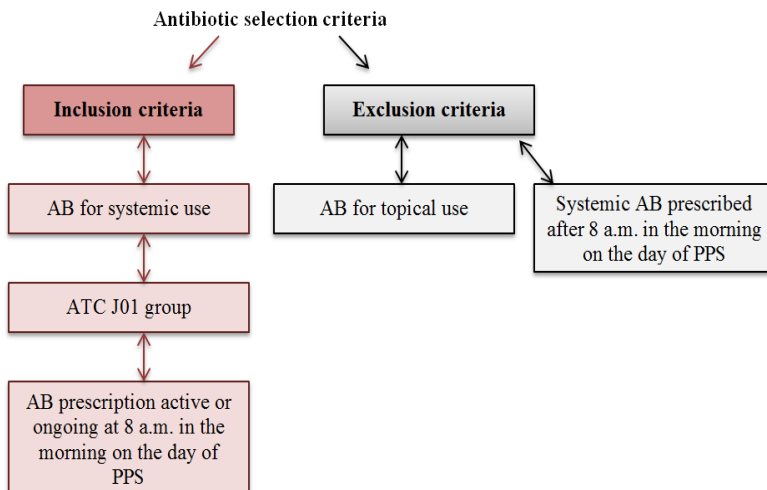 Antibiotic selection criteria
Inclusion criteria
Exclusion criteria
AB for systemic use
AB for topical use
Systemic AB prescribed
after 8 a.m. in the morning
on the day of PPS
ATC J01 group
AB prescription active or
ongoing at 8 a.m. in the
morning on the day of
PPS